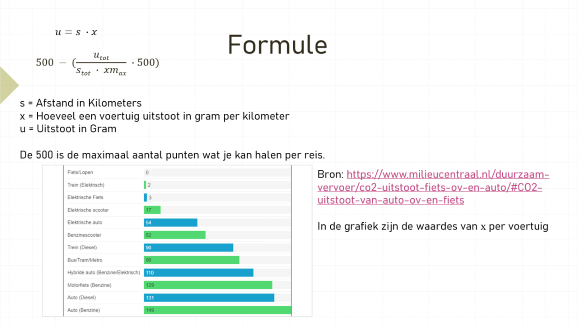 u = s · x
Formule
500 − (u_tot / s_tot · xm_ax · 500)
s = Afstand in Kilometers
x = Hoeveel een voertuig uitstoot in gram per kilometer
u = Uitstoot in Gram
De 500 is de maximaal aantal punten wat je kan halen per reis.
Fiets/Lopen 0
Trein (Elektrisch) 2
Elektrische Fiets 3
Elektrische scooter 17
Elektrische auto 54
Benzinescooter 62
Trein (Diesel) 90
Bus/Tram/Metro 96
Hybride auto (Benzine/Elektrisch) 110
Motorfiets (Benzine) 129
Auto (Diesel) 131
Auto (Benzine) 149
Bron: https://www.milieucentraal.nl/duurzaam-
vervoer/co2-uitstoot-fiets-ov-en-auto/#CO2-
uitstoot-van-auto-ov-en-fiets
In de grafiek zijn de waardes van x per voertuig